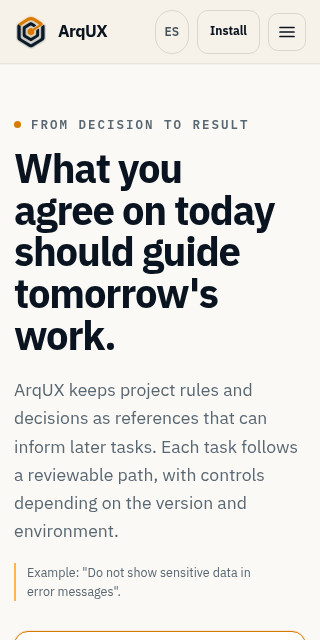 ArqUX
ES
Install
FROM DECISION TO RESULT
What you
agree on today
should guide
tomorrow's
work.
ArqUX keeps project rules and
decisions as references that can
inform later tasks. Each task follows
a reviewable path, with controls
depending on the version and
environment.
Example: "Do not show sensitive data in
error messages".